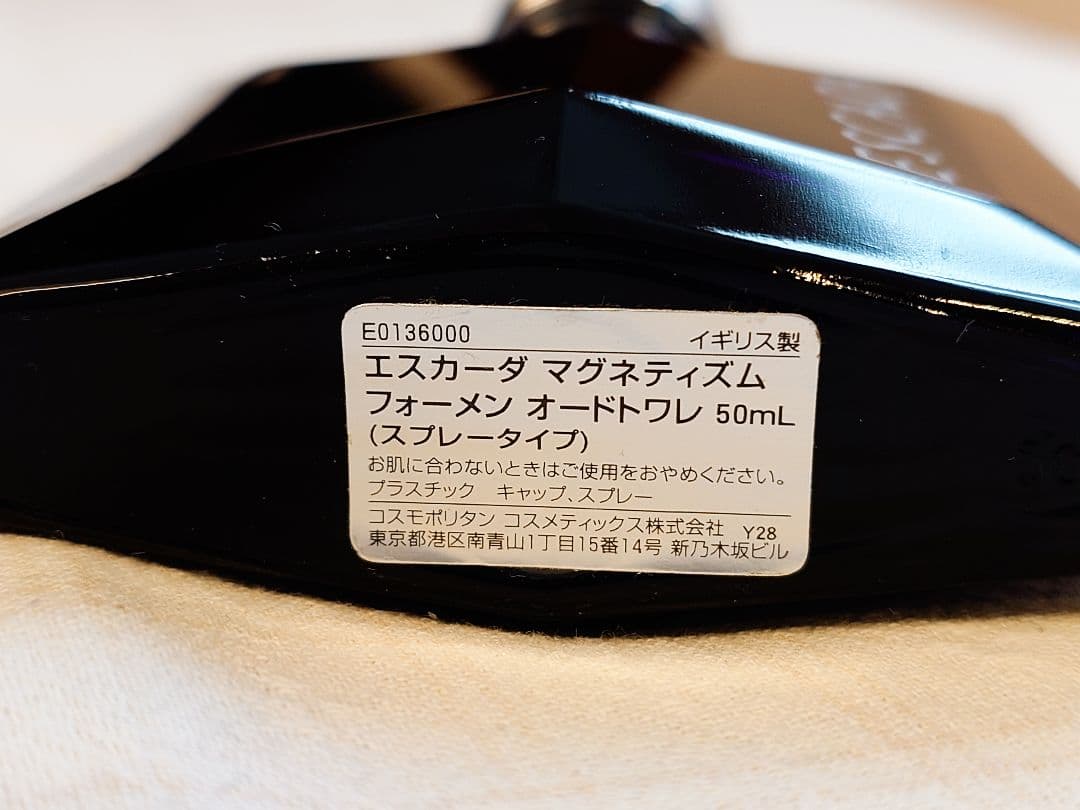 E0136000 イギリス製
エスカーダ マグネティズム
フォーメン オードトワレ 50mL
(スプレータイプ)
お肌に合わないときはご使用をおやめください。
プラスチック キャップ、スプレー
コスモポリタン コスメティックス株式会社 Y28
東京都港区南青山1丁目15番14号 新乃木坂ビル